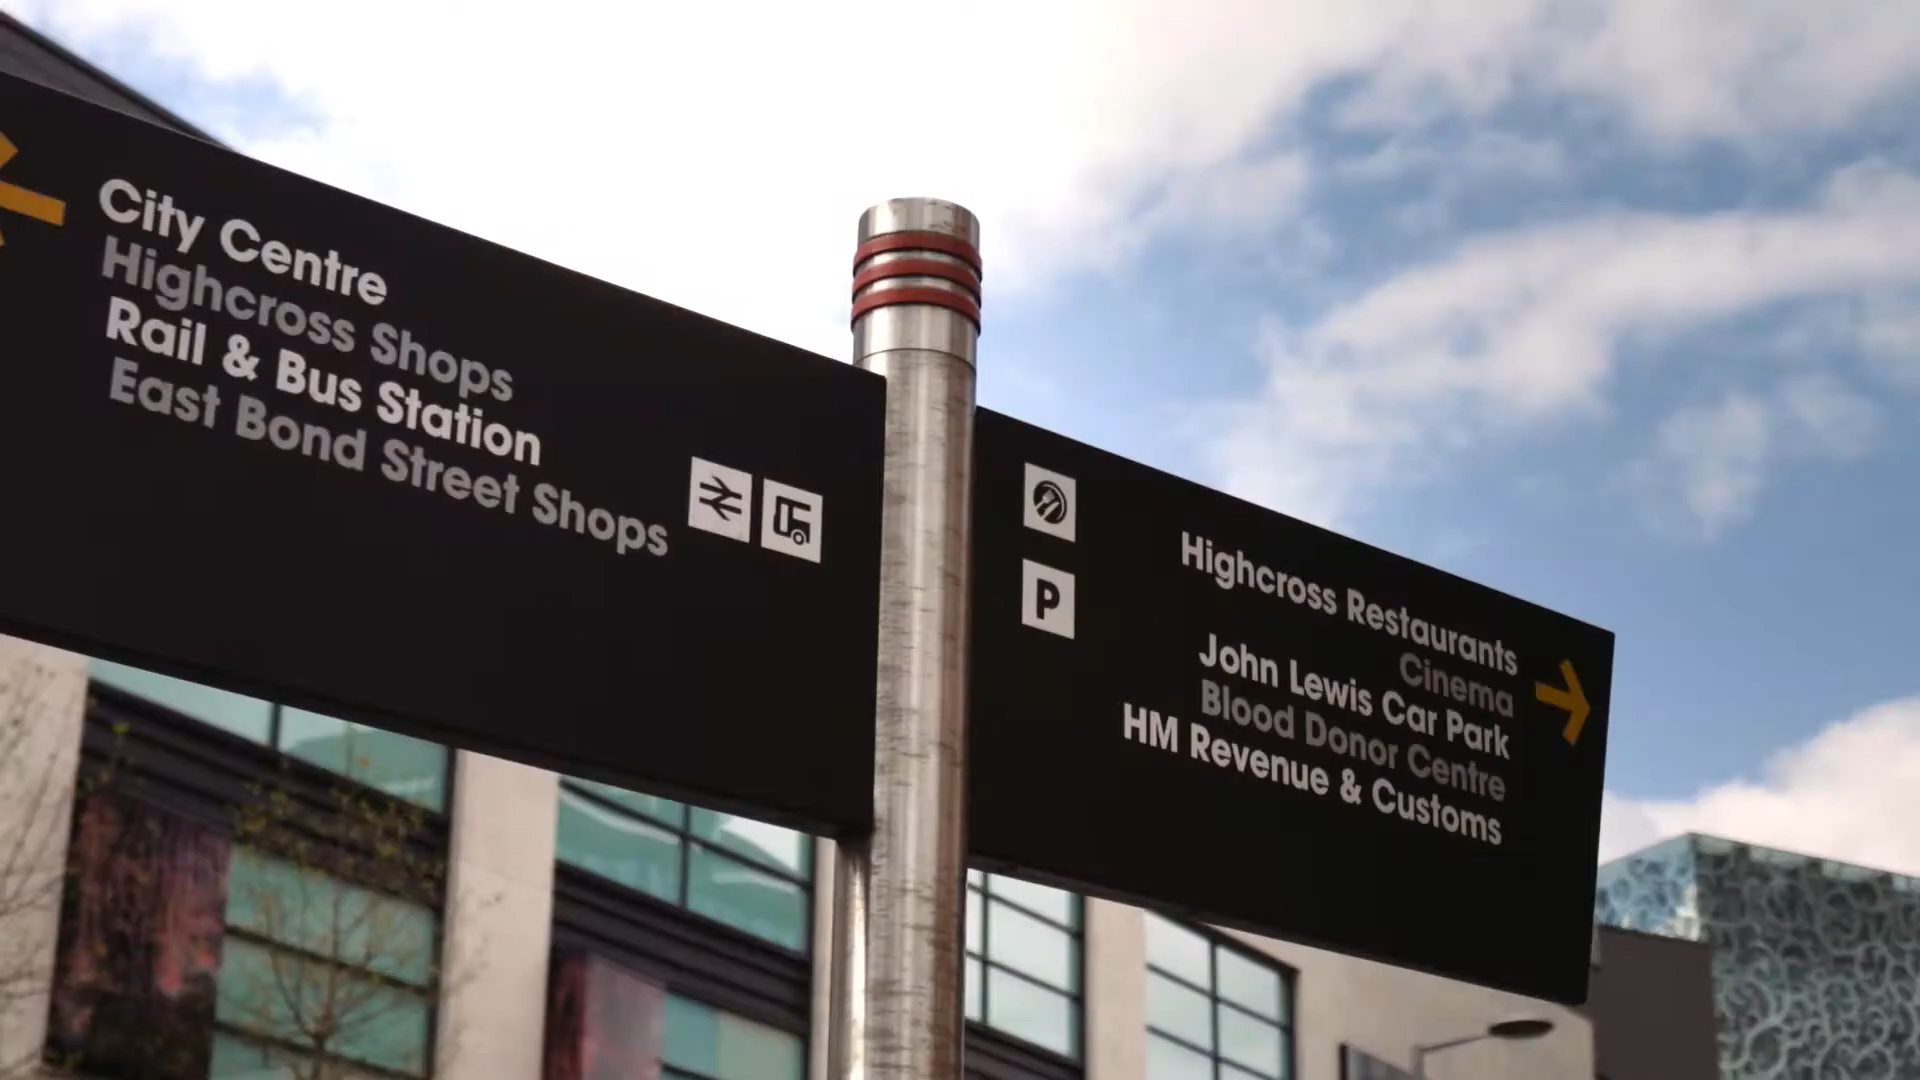 City Centre
Highcross Shops
Rail & Bus Station
East Bond Street Shops
P
Highcross Restaurants
Cinema
John Lewis Car Park
Blood Donor Centre
HM Revenue & Customs